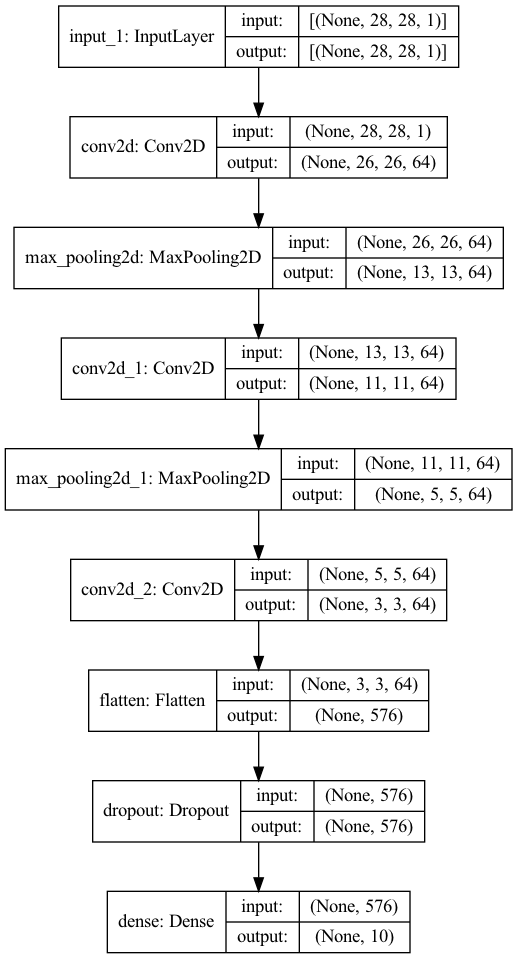 input_1: InputLayer
input:
[(None, 28, 28, 1)]
output:
[(None, 28, 28, 1)]
conv2d: Conv2D
input:
(None, 28, 28, 1)
output:
(None, 26, 26, 64)
max_pooling2d: MaxPooling2D
input:
(None, 26, 26, 64)
output:
(None, 13, 13, 64)
conv2d_1: Conv2D
input:
(None, 13, 13, 64)
output:
(None, 11, 11, 64)
max_pooling2d_1: MaxPooling2D
input:
(None, 11, 11, 64)
output:
(None, 5, 5, 64)
conv2d_2: Conv2D
input:
(None, 5, 5, 64)
output:
(None, 3, 3, 64)
flatten: Flatten
input:
(None, 3, 3, 64)
output:
(None, 576)
dropout: Dropout
input:
(None, 576)
output:
(None, 576)
dense: Dense
input:
(None, 576)
output:
(None, 10)